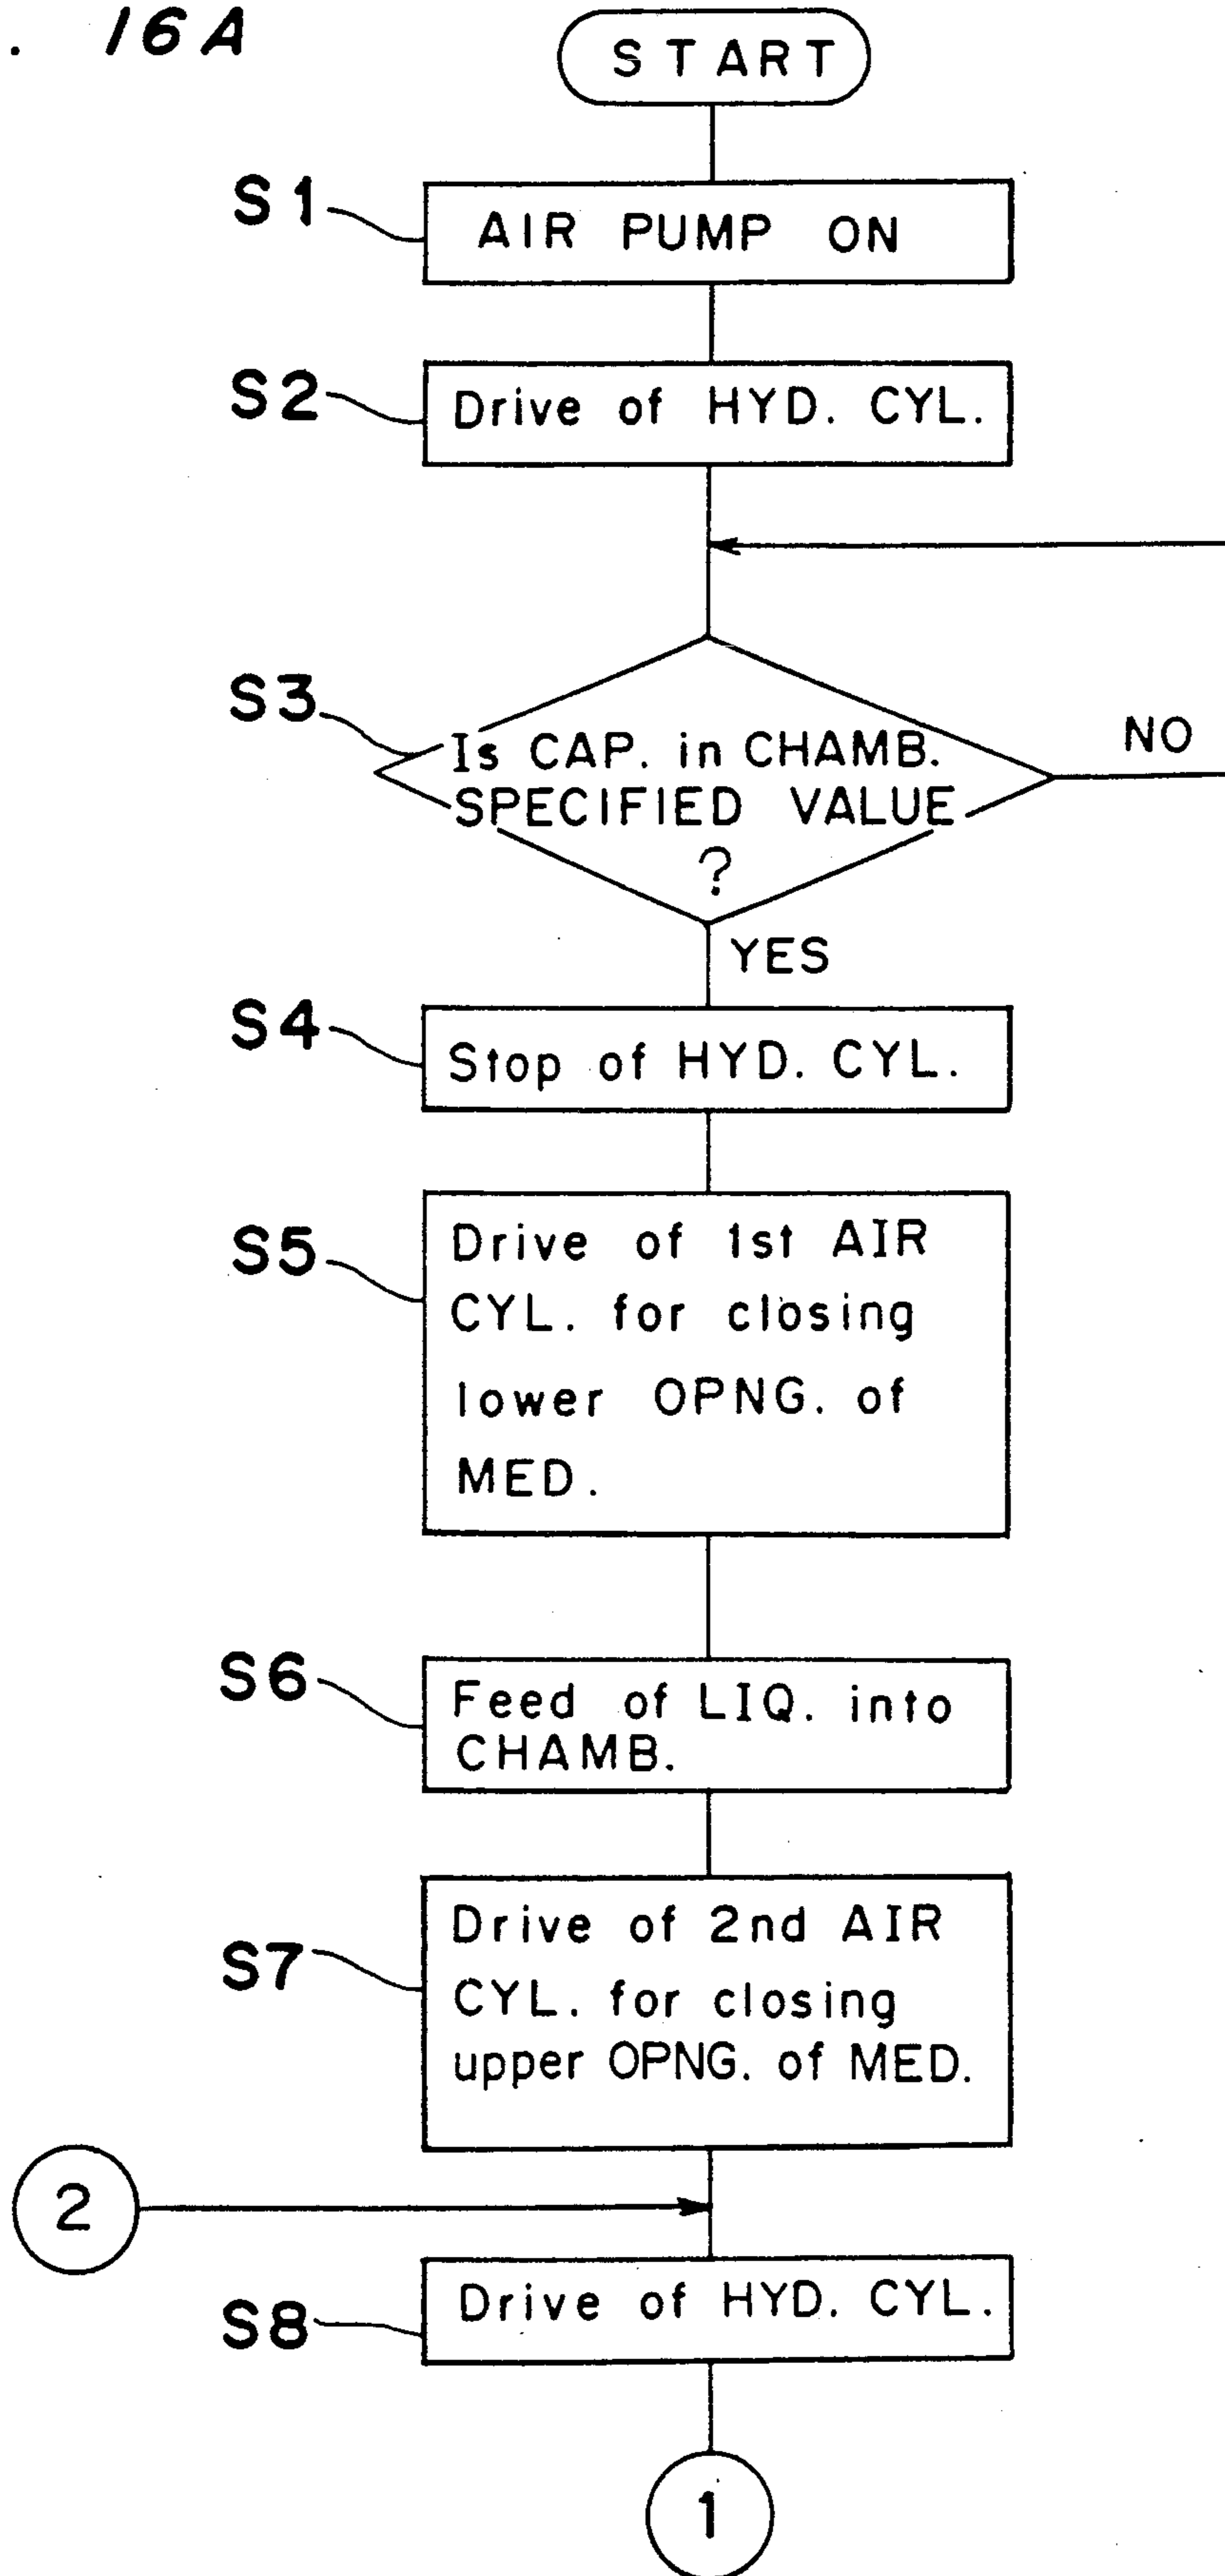 . 16A
START
S1
AIR PUMP ON
S2
Drive of HYD. CYL.
S3
Is CAP. in CHAMB.
SPECIFIED VALUE
?
NO
YES
S4
Stop of HYD. CYL.
S5
Drive of 1st AIR
CYL. for closing
lower OPNG. of
MED.
S6
Feed of LIQ. into
CHAMB.
S7
Drive of 2nd AIR
CYL. for closing
upper OPNG. of MED.
2
S8
Drive of HYD. CYL.
1